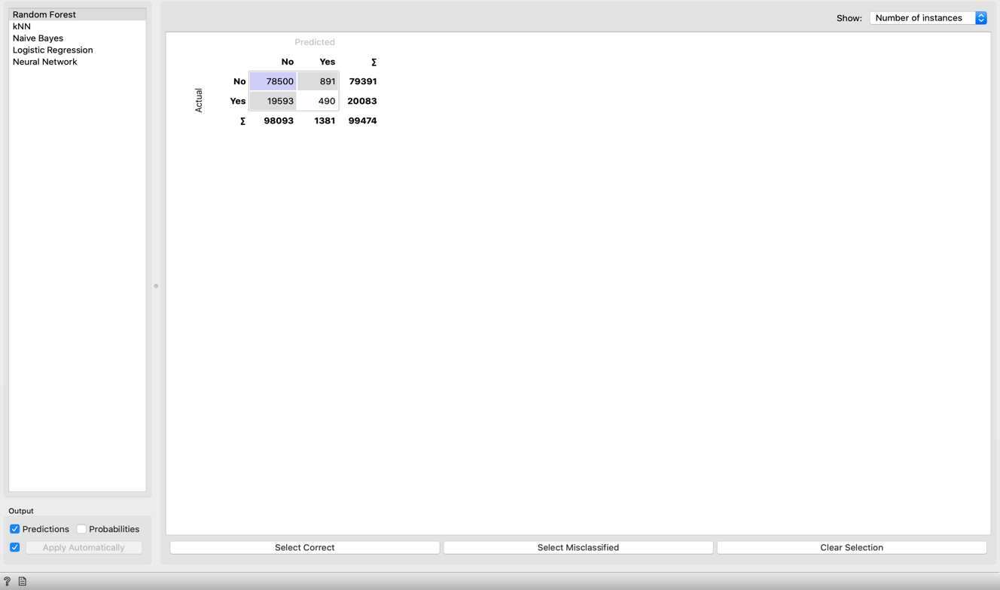 Random Forest
kNN
Naive Bayes
Logistic Regression
Neural Network
Output
Predictions Probabilities
Apply Automatically
Show: Number of instances
Predicted
No Yes Σ
Actual
No 78500 891 79391
Yes 19593 490 20083
Σ 98093 1381 99474
Select Correct Select Misclassified Clear Selection
?